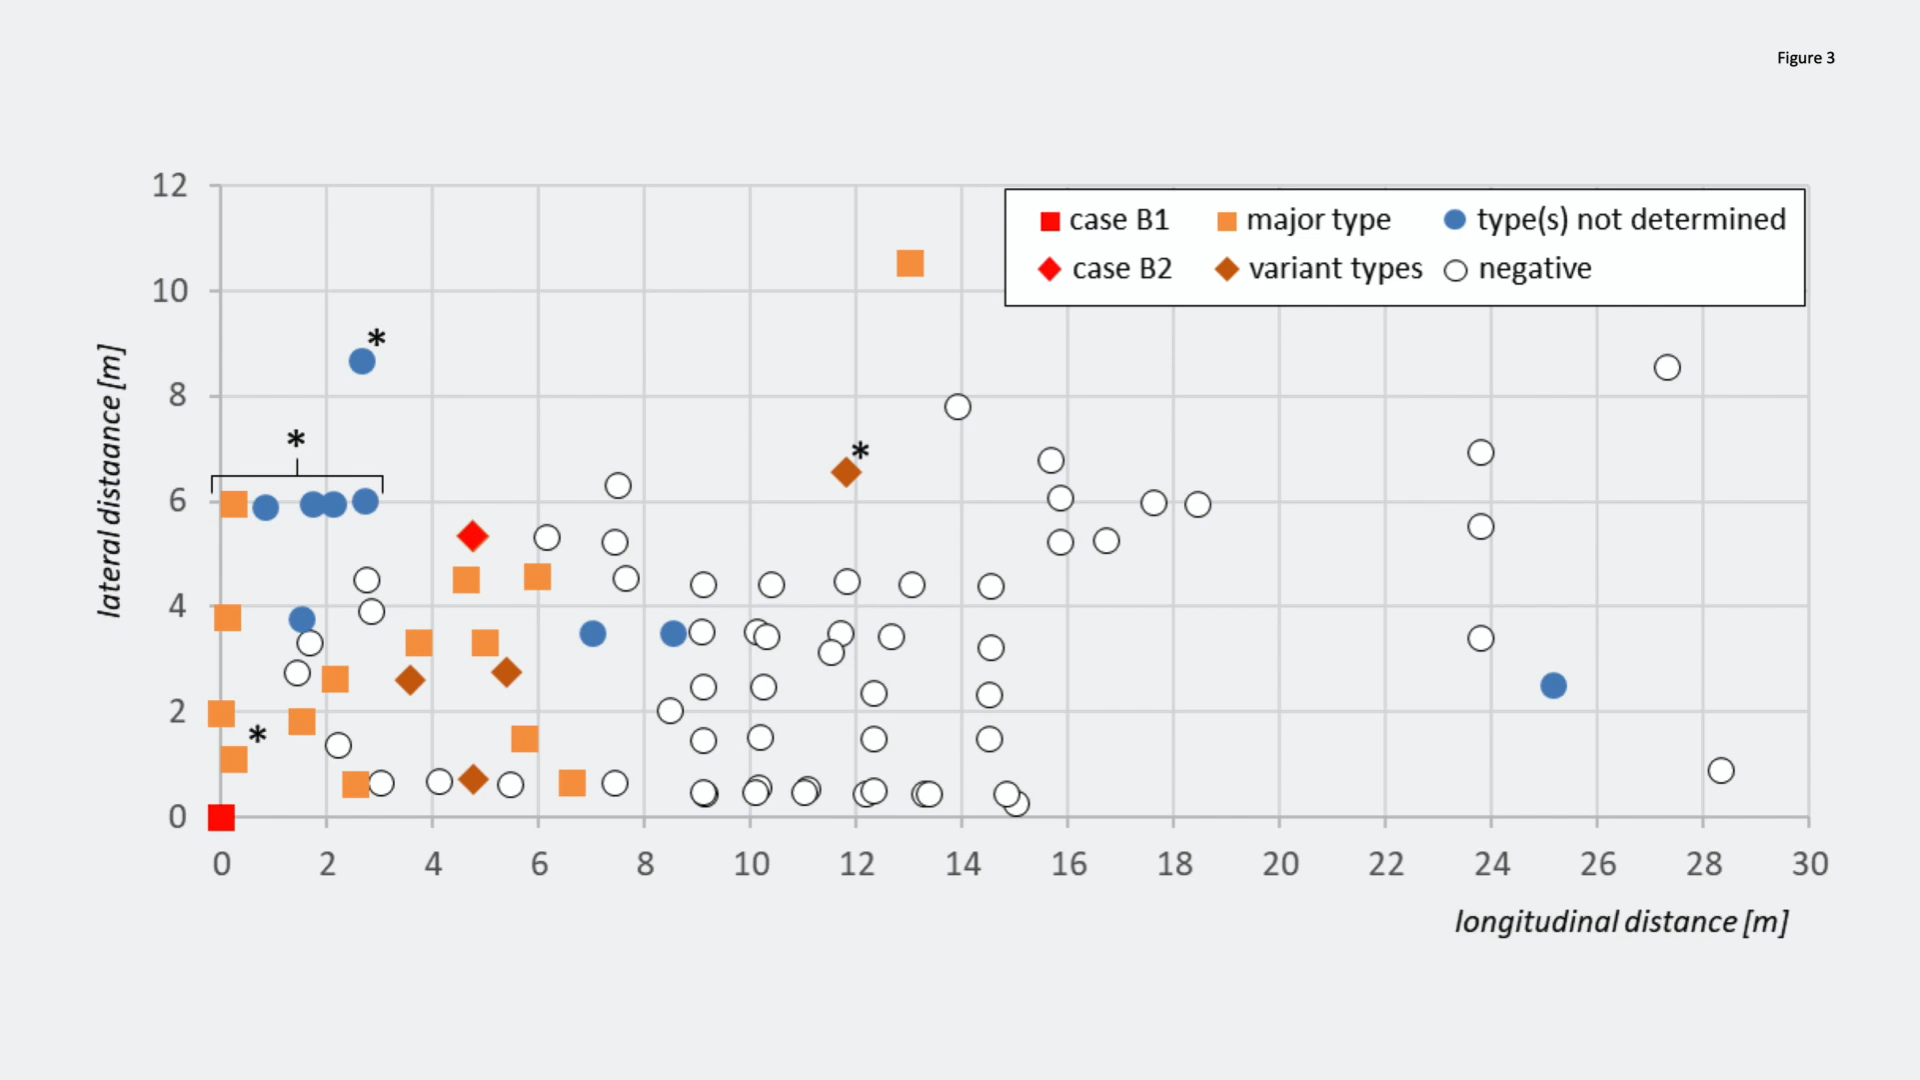 Figure 3
case B1 major type type(s) not determined
case B2 variant types negative
12
10
*
8
*
*
6
4
2
*
0
0 2 4 6 8 10 12 14 16 18 20 22 24 26 28 30
lateral distaance [m]
longitudinal distance [m]